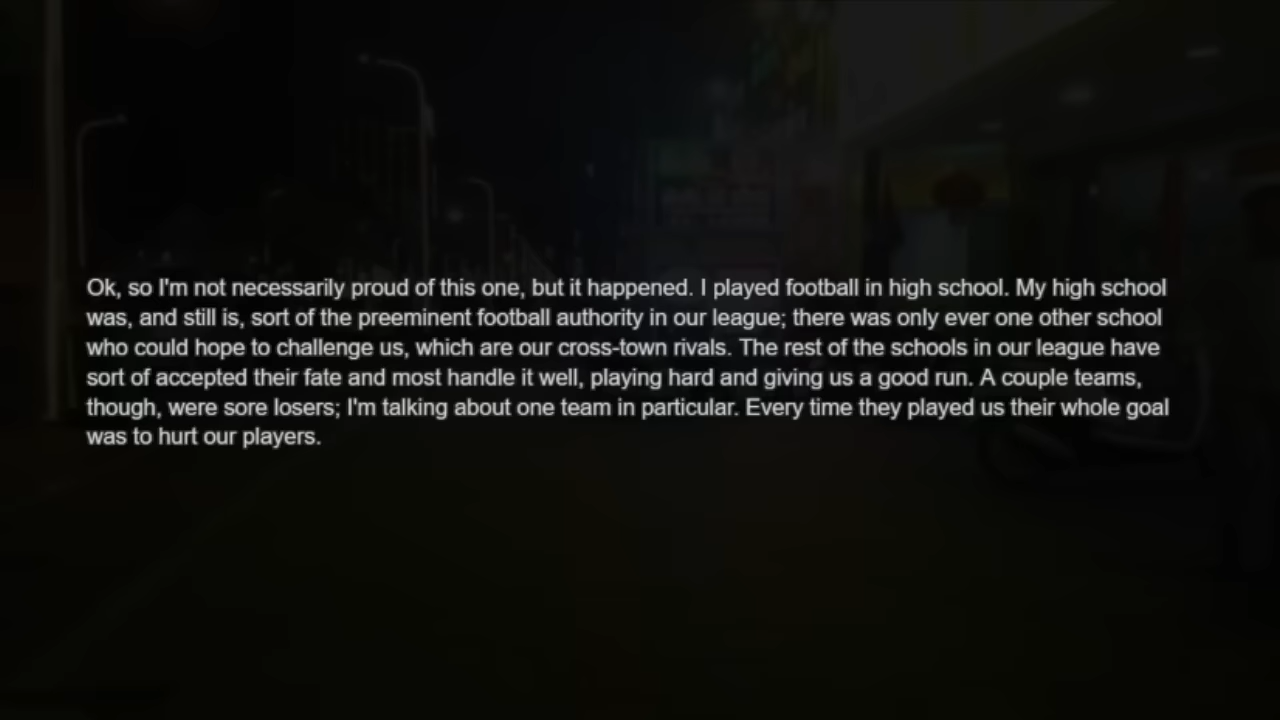 Ok, so I'm not necessarily proud of this one, but it happened. I played football in high school. My high school
was, and still is, sort of the preeminent football authority in our league; there was only ever one other school
who could hope to challenge us, which are our cross-town rivals. The rest of the schools in our league have
sort of accepted their fate and most handle it well, playing hard and giving us a good run. A couple teams,
though, were sore losers; I'm talking about one team in particular. Every time they played us their whole goal
was to hurt our players.